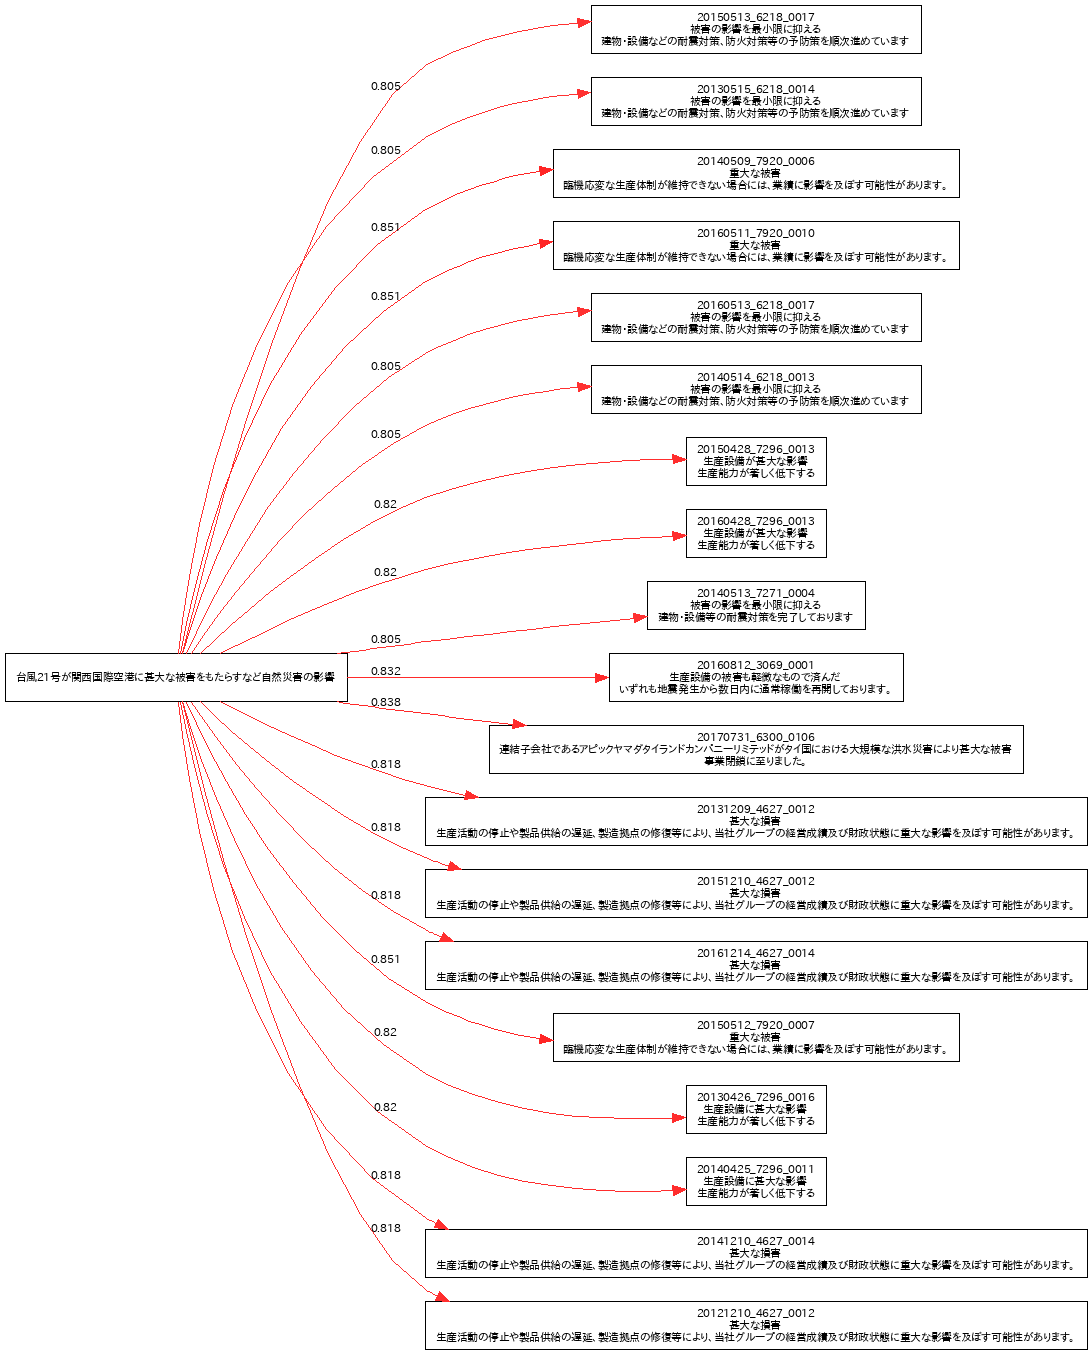 20150513_6218_0017
被害の影響を最小限に抑える
建物・設備などの耐震対策、防火対策等の予防策を順次進めています
0.805
20130515_6218_0014
被害の影響を最小限に抑える
建物・設備などの耐震対策、防火対策等の予防策を順次進めています
0.805
20140509_7920_0006
重大な被害
臨機応変な生産体制が維持できない場合には、業績に影響を及ぼす可能性があります。
0.851
20160511_7920_0010
重大な被害
臨機応変な生産体制が維持できない場合には、業績に影響を及ぼす可能性があります。
0.851
20160513_6218_0017
被害の影響を最小限に抑える
建物・設備などの耐震対策、防火対策等の予防策を順次進めています
0.805
20140514_6218_0013
被害の影響を最小限に抑える
建物・設備などの耐震対策、防火対策等の予防策を順次進めています
0.805
20150428_7296_0013
生産設備が甚大な影響
生産能力が著しく低下する
0.82
20160428_7296_0013
生産設備が甚大な影響
生産能力が著しく低下する
0.82
20140513_7271_0004
被害の影響を最小限に抑える
建物・設備等の耐震対策を完了しております
0.805
台風21号が関西国際空港に甚大な被害をもたらすなど自然災害の影響
0.832
20160812_3069_0001
生産設備の被害も軽微なもので済んだ
いずれも地震発生から数日内に通常稼働を再開しております。
0.838
20170731_6300_0106
連結子会社であるアピックヤマダタイランドカンパニーリミテッドがタイ国における大規模な洪水災害により甚大な被害
事業閉鎖に至りました。
0.818
20131209_4627_0012
甚大な損害
生産活動の停止や製品供給の遅延、製造拠点の修復等により、当社グループの経営成績及び財政状態に重大な影響を及ぼす可能性があります。
0.818
20151210_4627_0012
甚大な損害
生産活動の停止や製品供給の遅延、製造拠点の修復等により、当社グループの経営成績及び財政状態に重大な影響を及ぼす可能性があります。
0.818
20161214_4627_0014
甚大な損害
生産活動の停止や製品供給の遅延、製造拠点の修復等により、当社グループの経営成績及び財政状態に重大な影響を及ぼす可能性があります。
0.851
20150512_7920_0007
重大な被害
臨機応変な生産体制が維持できない場合には、業績に影響を及ぼす可能性があります。
0.82
20130426_7296_0016
生産設備に甚大な影響
生産能力が著しく低下する
0.82
20140425_7296_0011
生産設備に甚大な影響
生産能力が著しく低下する
0.818
20141210_4627_0014
甚大な損害
生産活動の停止や製品供給の遅延、製造拠点の修復等により、当社グループの経営成績及び財政状態に重大な影響を及ぼす可能性があります。
0.818
20121210_4627_0012
甚大な損害
生産活動の停止や製品供給の遅延、製造拠点の修復等により、当社グループの経営成績及び財政状態に重大な影響を及ぼす可能性があります。